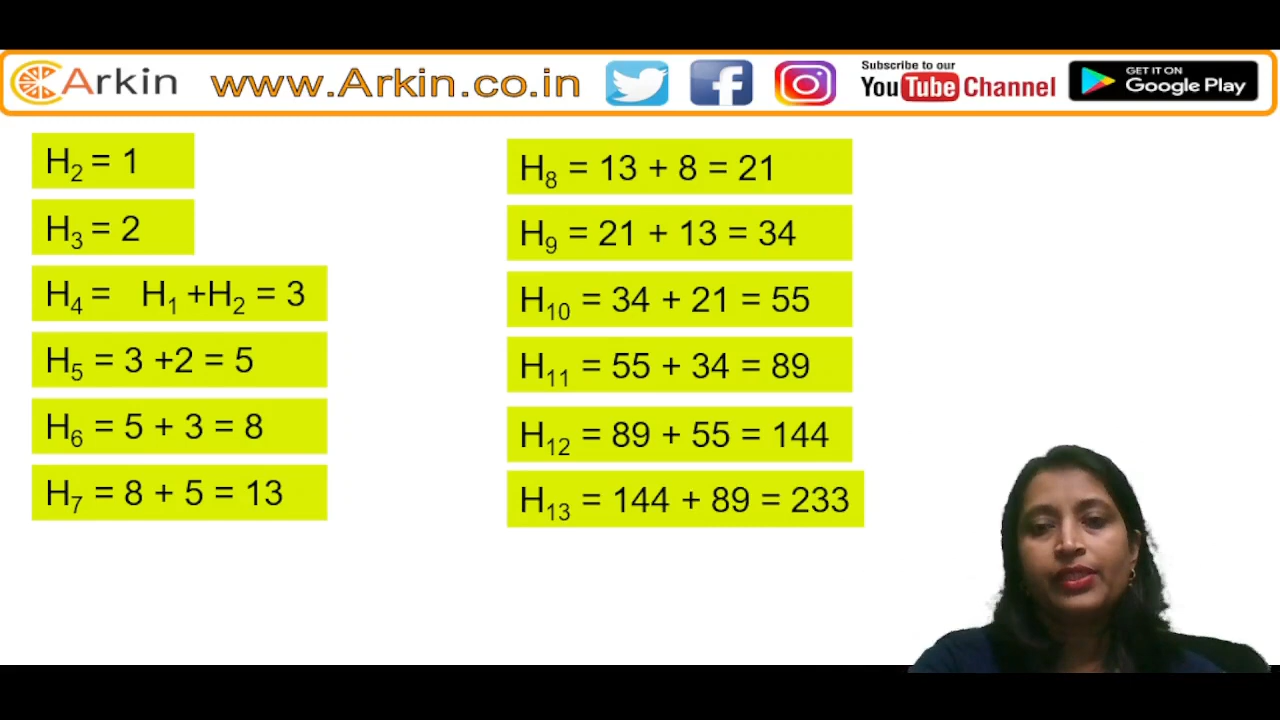 Arkin
www.Arkin.co.in
Subscribe to our
YouTube Channel
GET IT ON
Google Play
H₂ = 1
H₃ = 2
H₄ = H₁ +H₂ = 3
H₅ = 3 +2 = 5
H₆ = 5 + 3 = 8
H₇ = 8 + 5 = 13
H₈ = 13 + 8 = 21
H₉ = 21 + 13 = 34
H₁₀ = 34 + 21 = 55
H₁₁ = 55 + 34 = 89
H₁₂ = 89 + 55 = 144
H₁₃ = 144 + 89 = 233